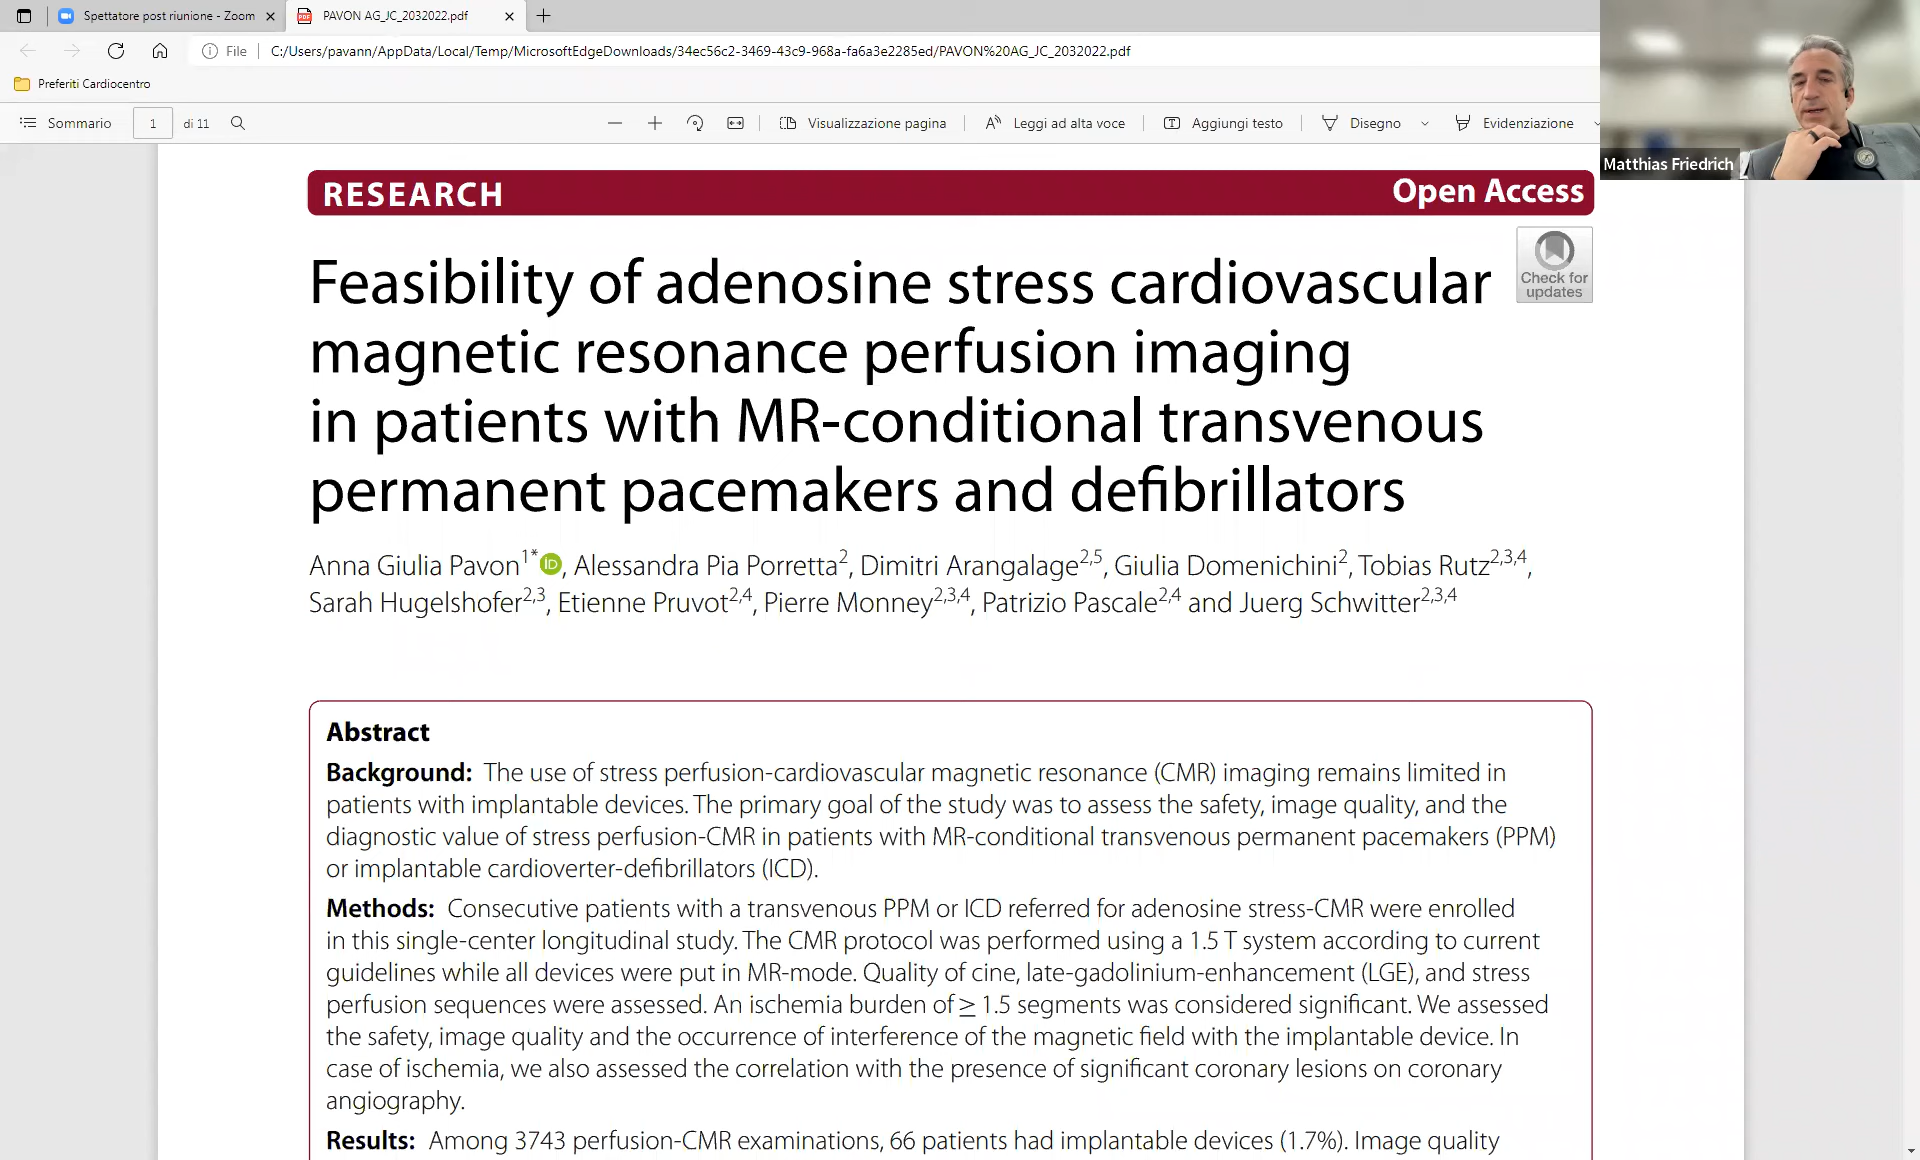 Spettatore post riunione - Zoom
PAVON AG_JC_2032022.pdf
File
C:/Users/pavann/AppData/Local/Temp/MicrosoftEdgeDownloads/34ec56c2-3469-43c9-968a-fa6a3e2285ed/PAVON%20AG_JC_2032022.pdf
Preferiti Cardiocentro
Sommario
1
di 11
Visualizzazione pagina
Leggi ad alta voce
Aggiungi testo
Disegno
Evidenziazione
Matthias Friedrich
RESEARCH
Open Access
Check for
updates
Feasibility of adenosine stress cardiovascular
magnetic resonance perfusion imaging
in patients with MR-conditional transvenous
permanent pacemakers and defibrillators
Anna Giulia Pavon1* iD, Alessandra Pia Porretta2, Dimitri Arangalage2,5, Giulia Domenichini2, Tobias Rutz2,3,4,
Sarah Hugelshofer2,3, Etienne Pruvot2,4, Pierre Monney2,3,4, Patrizio Pascale2,4 and Juerg Schwitter2,3,4
Abstract
Background: The use of stress perfusion-cardiovascular magnetic resonance (CMR) imaging remains limited in
patients with implantable devices. The primary goal of the study was to assess the safety, image quality, and the
diagnostic value of stress perfusion-CMR in patients with MR-conditional transvenous permanent pacemakers (PPM)
or implantable cardioverter-defibrillators (ICD).
Methods: Consecutive patients with a transvenous PPM or ICD referred for adenosine stress-CMR were enrolled
in this single-center longitudinal study. The CMR protocol was performed using a 1.5 T system according to current
guidelines while all devices were put in MR-mode. Quality of cine, late-gadolinium-enhancement (LGE), and stress
perfusion sequences were assessed. An ischemia burden of ≥ 1.5 segments was considered significant. We assessed
the safety, image quality and the occurrence of interference of the magnetic field with the implantable device. In
case of ischemia, we also assessed the correlation with the presence of significant coronary lesions on coronary
angiography.
Results: Among 3743 perfusion-CMR examinations, 66 patients had implantable devices (1.7%). Image quality